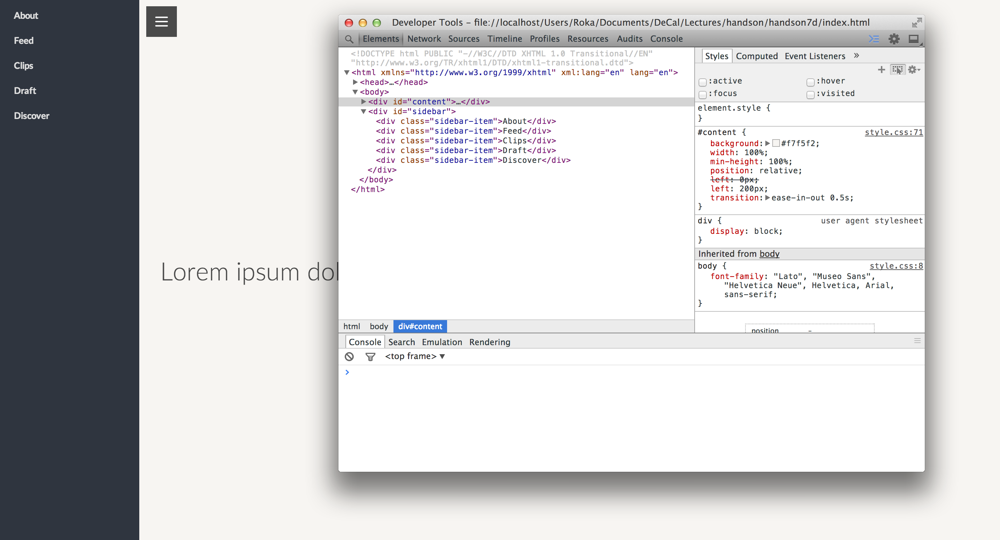 About
Feed
Clips
Draft
Discover
Lorem ipsum dol
Developer Tools - file://localhost/Users/Roka/Documents/DeCal/Lectures/handson/handson7d/index.html
Elements Network Sources Timeline Profiles Resources Audits Console
<!DOCTYPE html PUBLIC "-//W3C//DTD XHTML 1.0 Transitional//EN"
"http://www.w3.org/TR/xhtml1/DTD/xhtml1-transitional.dtd">
<html xmlns="http://www.w3.org/1999/xhtml" xml:lang="en" lang="en">
<head>…</head>
<body>
<div id="content">…</div>
<div id="sidebar">
<div class="sidebar-item">About</div>
<div class="sidebar-item">Feed</div>
<div class="sidebar-item">Clips</div>
<div class="sidebar-item">Draft</div>
<div class="sidebar-item">Discover</div>
</div>
</body>
</html>
html body div#content
Styles Computed Event Listeners »
:active :hover
:focus :visited
element.style {
}
#content { style.css:71
background: #f7f5f2;
width: 100%;
min-height: 100%;
position: relative;
left: 0px;
left: 200px;
transition: ease-in-out 0.5s;
}
div { user agent stylesheet
display: block;
}
Inherited from body
body { style.css:8
font-family: "Lato", "Museo Sans",
"Helvetica Neue", Helvetica, Arial,
sans-serif;
}
position -
Console Search Emulation Rendering
<top frame> ▼
>